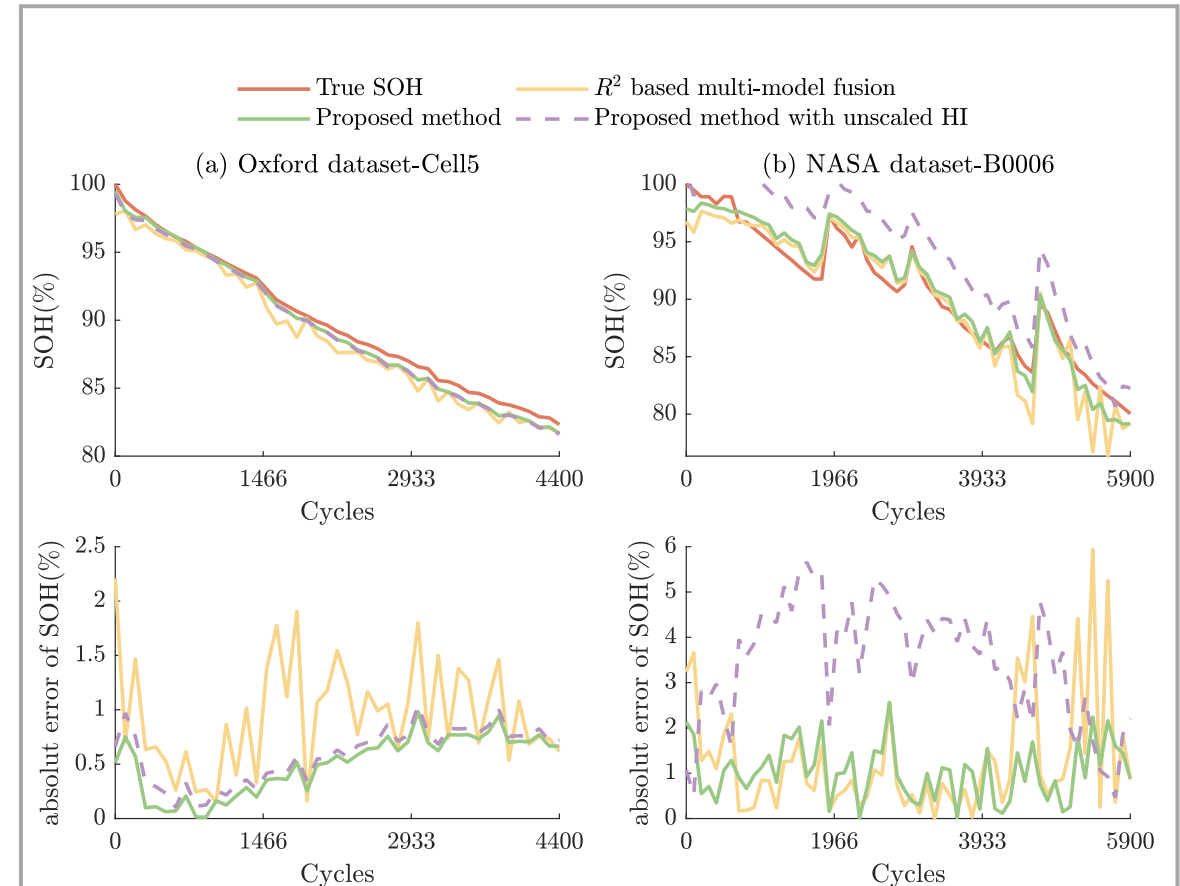 True SOH
R² based multi-model fusion
Proposed method
Proposed method with unscaled HI
(a) Oxford dataset-Cell5
(b) NASA dataset-B0006
100
95
90
85
80
SOH(%)
0 1466 2933 4400
Cycles
100
95
90
85
80
SOH(%)
0 1966 3933 5900
Cycles
2.5
2
1.5
1
0.5
0
absolut error of SOH(%)
0 1466 2933 4400
Cycles
6
5
4
3
2
1
0
absolut error of SOH(%)
0 1966 3933 5900
Cycles